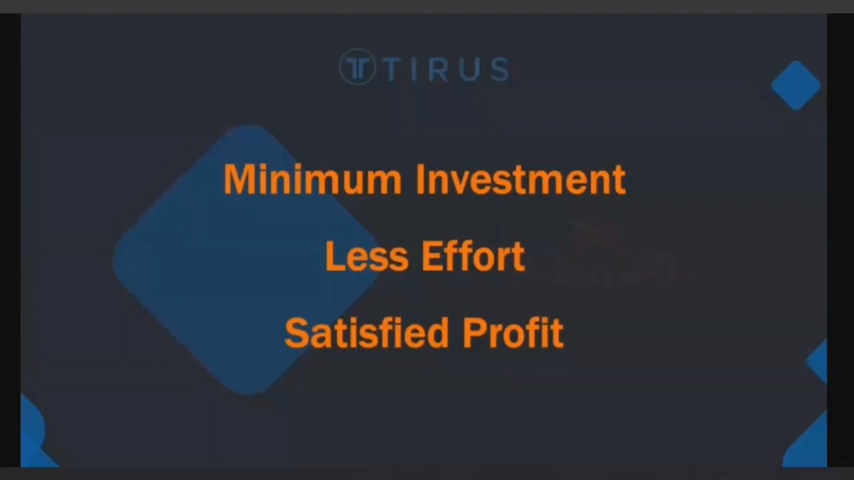 TIRUS
Minimum Investment
Less Effort
Satisfied Profit